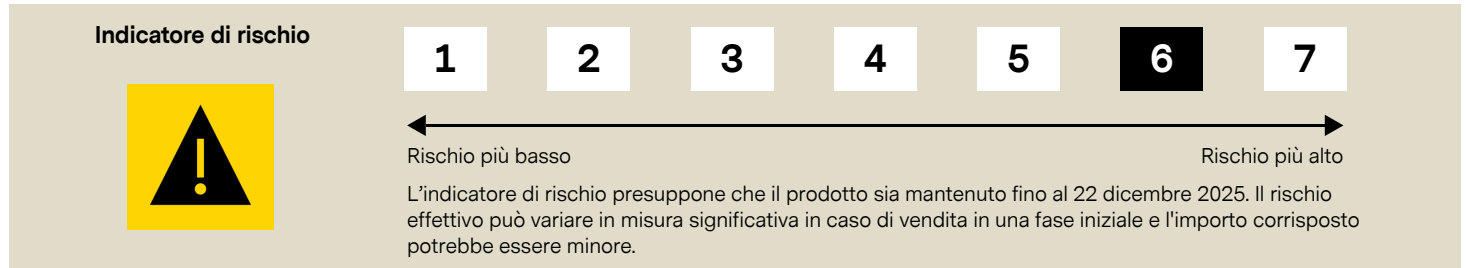 Indicatore di rischio
1 2 3 4 5 6 7
!
Rischio più basso Rischio più alto
L’indicatore di rischio presuppone che il prodotto sia mantenuto fino al 22 dicembre 2025. Il rischio
effettivo può variare in misura significativa in caso di vendita in una fase iniziale e l'importo corrisposto
potrebbe essere minore.